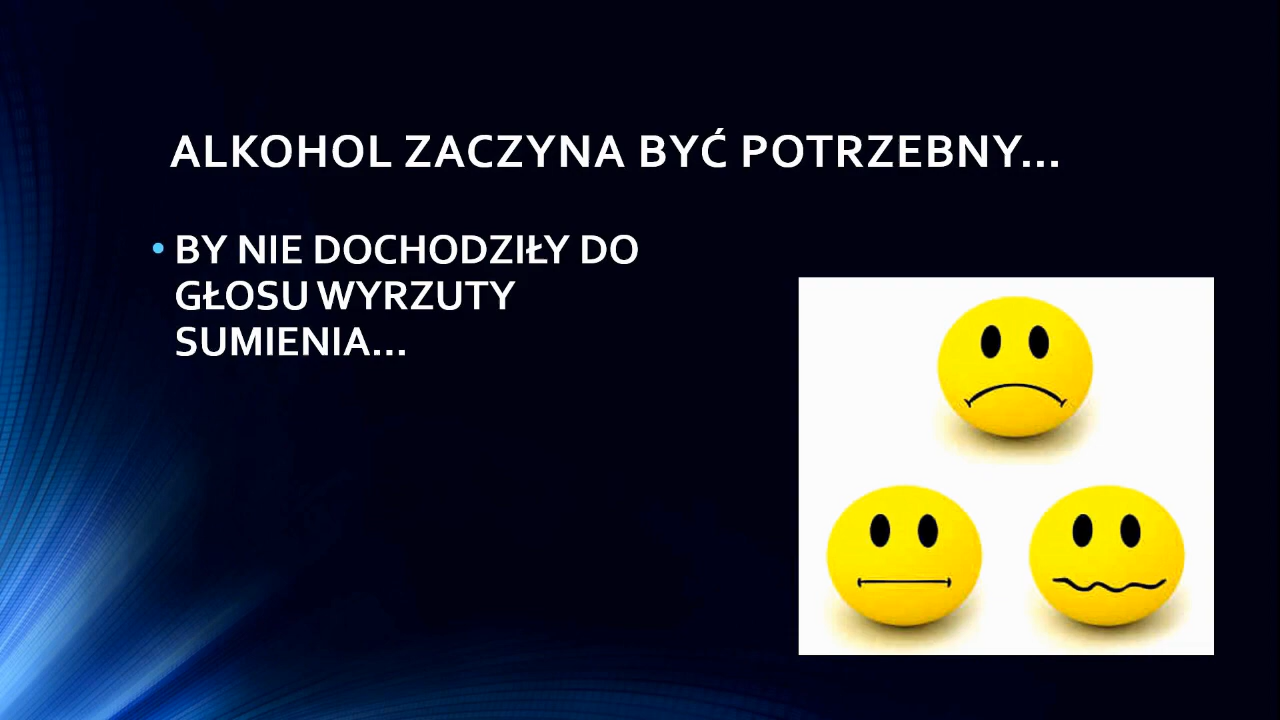 ALKOHOL ZACZYNA BYĆ POTRZEBNY...
• BY NIE DOCHODZIŁY DO
GŁOSU WYRZUTY
SUMIENIA...